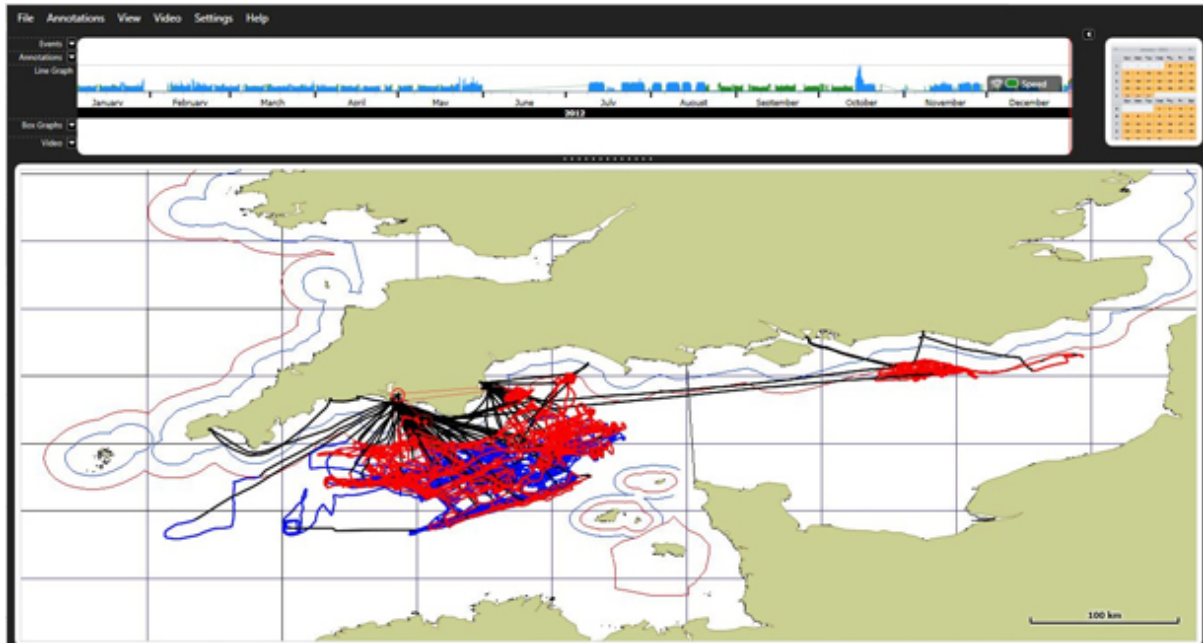 File Annotations View Video Settings Help
Events
Annotations
Line Graph
Speed
January February March April May June July August September October November December
2012
Box Graphs
Video
100 km